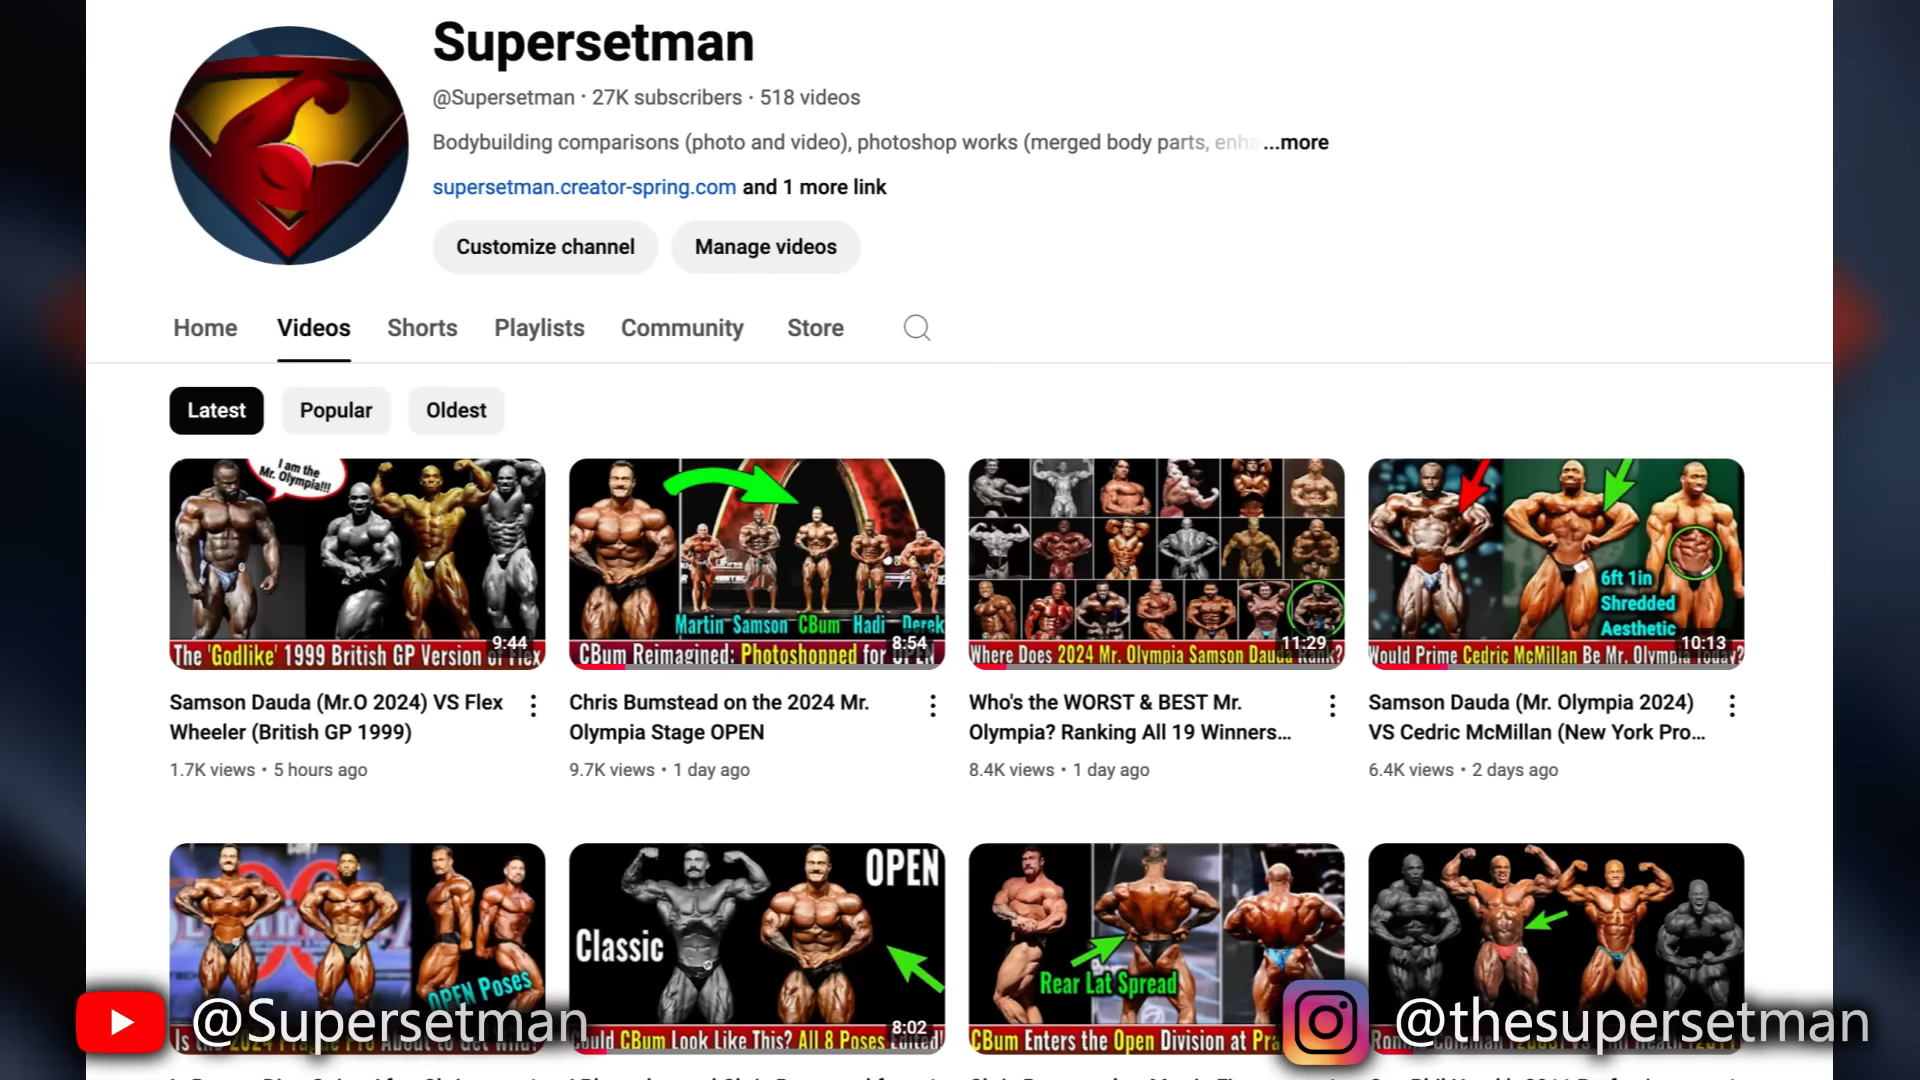 Supersetman
@Supersetman · 27K subscribers · 518 videos
Bodybuilding comparisons (photo and video), photoshop works (merged body parts, enha ...more
supersetman.creator-spring.com and 1 more link
Customize channel
Manage videos
Home
Videos
Shorts
Playlists
Community
Store
Latest
Popular
Oldest
I am the
Mr. Olympia!!!
9:44
The 'Godlike' 1999 British GP Version of Flex
Martin Samson CBum Hadi Derek
8:54
CBum Reimagined: Photoshopped for OPEN
11:29
Where Does 2024 Mr. Olympia Samson Dauda Rank?
6ft 1in
Shredded
Aesthetic
10:13
Would Prime Cedric McMillan Be Mr. Olympia Today?
Samson Dauda (Mr.O 2024) VS Flex
Wheeler (British GP 1999)
1.7K views • 5 hours ago
Chris Bumstead on the 2024 Mr.
Olympia Stage OPEN
9.7K views • 1 day ago
Who's the WORST & BEST Mr.
Olympia? Ranking All 19 Winners...
8.4K views • 1 day ago
Samson Dauda (Mr. Olympia 2024)
VS Cedric McMillan (New York Pro...
6.4K views • 2 days ago
OPEN Poses
Classic
OPEN
8:02
CBum Look Like This? All 8 Poses Edited!
Rear Lat Spread
CBum Enters the Open Division at Pra
@Supersetman
@thesupersetman